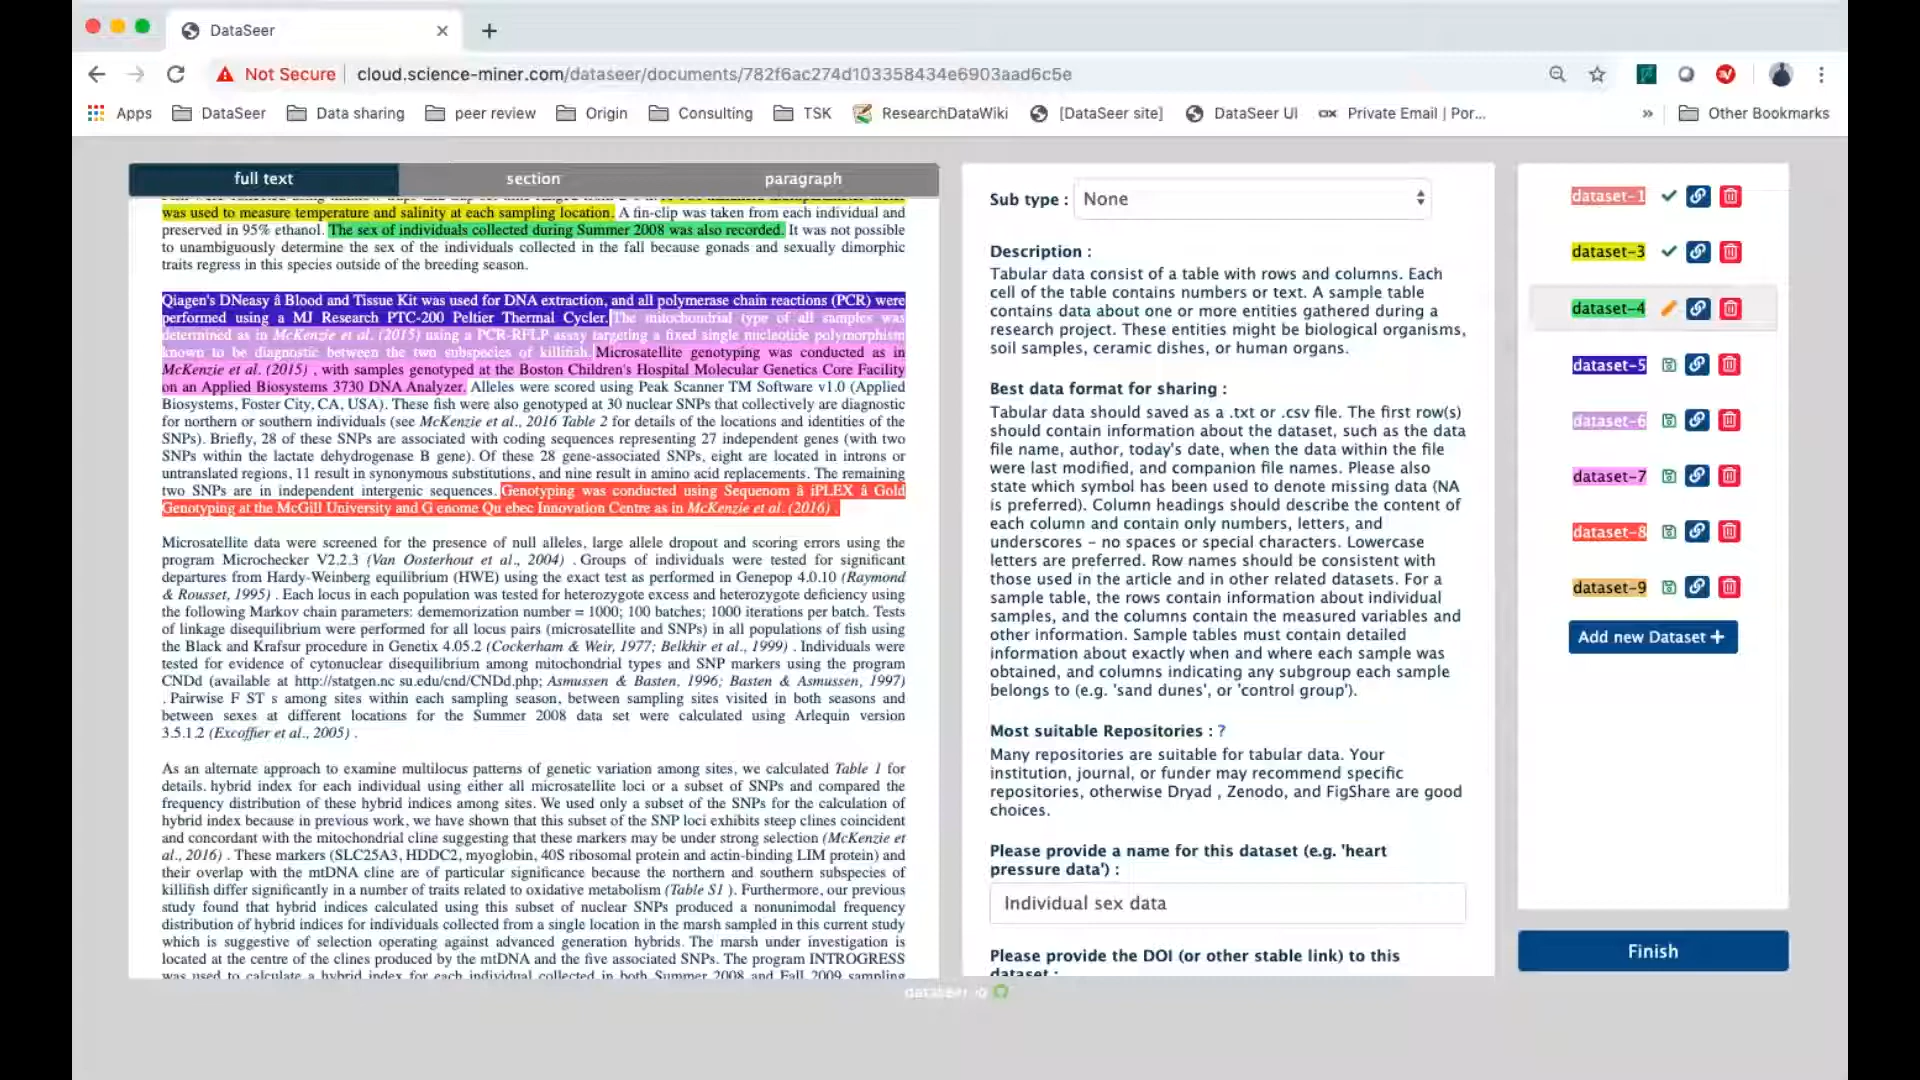 DataSeer
Not Secure
cloud.science-miner.com/dataseer/documents/782f6ac274d103358434e6903aad6c5e
Apps
DataSeer
Data sharing
peer review
Origin
Consulting
TSK
ResearchDataWiki
[DataSeer site]
DataSeer UI
ox
Private Email | Por...
»
Other Bookmarks
full text
section
paragraph
was used to measure temperature and salinity at each sampling location. A fin-clip was taken from each individual and
preserved in 95% ethanol. The sex of individuals collected during Summer 2008 was also recorded. It was not possible
to unambiguously determine the sex of the individuals collected in the fall because gonads and sexually dimorphic
traits regress in this species outside of the breeding season.
Qiagen's DNeasy â Blood and Tissue Kit was used for DNA extraction, and all polymerase chain reactions (PCR) were
performed using a MJ Research PTC-200 Peltier Thermal Cycler. The mitochondrial type of all samples was
determined as in McKenzie et al. (2015) using a PCR-RFLP assay targeting a fixed single nucleotide polymorphism
known to be diagnostic between the two subspecies of killifish. Microsatellite genotyping was conducted as in
McKenzie et al. (2015) , with samples genotyped at the Boston Children's Hospital Molecular Genetics Core Facility
on an Applied Biosystems 3730 DNA Analyzer. Alleles were scored using Peak Scanner TM Software v1.0 (Applied
Biosystems, Foster City, CA, USA). These fish were also genotyped at 30 nuclear SNPs that collectively are diagnostic
for northern or southern individuals (see McKenzie et al., 2016 Table 2 for details of the locations and identities of the
SNPs). Briefly, 28 of these SNPs are associated with coding sequences representing 27 independent genes (with two
SNPs within the lactate dehydrogenase B gene). Of these 28 gene-associated SNPs, eight are located in introns or
untranslated regions, 11 result in synonymous substitutions, and nine result in amino acid replacements. The remaining
two SNPs are in independent intergenic sequences. Genotyping was conducted using Sequenom â iPLEX â Gold
Genotyping at the McGill University and G enome Qu ebec Innovation Centre as in McKenzie et al. (2016) .
Microsatellite data were screened for the presence of null alleles, large allele dropout and scoring errors using the
program Microchecker V2.2.3 (Van Oosterhout et al., 2004) . Groups of individuals were tested for significant
departures from Hardy-Weinberg equilibrium (HWE) using the exact test as performed in Genepop 4.0.10 (Raymond
& Rousset, 1995) . Each locus in each population was tested for heterozygote excess and heterozygote deficiency using
the following Markov chain parameters: dememorization number = 1000; 100 batches; 1000 iterations per batch. Tests
of linkage disequilibrium were performed for all locus pairs (microsatellite and SNPs) in all populations of fish using
the Black and Krafsur procedure in Genetix 4.05.2 (Cockerham & Weir, 1977; Belkhir et al., 1999) . Individuals were
tested for evidence of cytonuclear disequilibrium among mitochondrial types and SNP markers using the program
CNDd (available at http://statgen.nc su.edu/cnd/CNDd.php; Asmussen & Basten, 1996; Basten & Asmussen, 1997)
. Pairwise F ST s among sites within each sampling season, between sampling sites visited in both seasons and
between sexes at different locations for the Summer 2008 data set were calculated using Arlequin version
3.5.1.2 (Excoffier et al., 2005) .
As an alternate approach to examine multilocus patterns of genetic variation among sites, we calculated Table 1 for
details. hybrid index for each individual using either all microsatellite loci or a subset of SNPs and compared the
frequency distribution of these hybrid indices among sites. We used only a subset of the SNPs for the calculation of
hybrid index because in previous work, we have shown that this subset of the SNP loci exhibits steep clines coincident
and concordant with the mitochondrial cline suggesting that these markers may be under strong selection (McKenzie et
al., 2016) . These markers (SLC25A3, HDDC2, myoglobin, 40S ribosomal protein and actin-binding LIM protein) and
their overlap with the mtDNA cline are of particular significance because the northern and southern subspecies of
killifish differ significantly in a number of traits related to oxidative metabolism (Table S1 ). Furthermore, our previous
study found that hybrid indices calculated using this subset of nuclear SNPs produced a nonunimodal frequency
distribution of hybrid indices for individuals collected from a single location in the marsh sampled in this current study
which is suggestive of selection operating against advanced generation hybrids. The marsh under investigation is
located at the centre of the clines produced by the mtDNA and the five associated SNPs. The program INTROGRESS
was used to calculate a hybrid index for each individual collected in both Summer 2008 and Fall 2009 sampling
Sub type :
None
Description :
Tabular data consist of a table with rows and columns. Each
cell of the table contains numbers or text. A sample table
contains data about one or more entities gathered during a
research project. These entities might be biological organisms,
soil samples, ceramic dishes, or human organs.
Best data format for sharing :
Tabular data should saved as a .txt or .csv file. The first row(s)
should contain information about the dataset, such as the data
file name, author, today's date, when the data within the file
were last modified, and companion file names. Please also
state which symbol has been used to denote missing data (NA
is preferred). Column headings should describe the content of
each column and contain only numbers, letters, and
underscores – no spaces or special characters. Lowercase
letters are preferred. Row names should be consistent with
those used in the article and in other related datasets. For a
sample table, the rows contain information about individual
samples, and the columns contain the measured variables and
other information. Sample tables must contain detailed
information about exactly when and where each sample was
obtained, and columns indicating any subgroup each sample
belongs to (e.g. 'sand dunes', or 'control group').
Most suitable Repositories : ?
Many repositories are suitable for tabular data. Your
institution, journal, or funder may recommend specific
repositories, otherwise Dryad , Zenodo, and FigShare are good
choices.
Please provide a name for this dataset (e.g. 'heart
pressure data') :
Individual sex data
Please provide the DOI (or other stable link) to this
dataset :
dataset-1
dataset-3
dataset-4
dataset-5
dataset-6
dataset-7
dataset-8
dataset-9
Add new Dataset +
Finish